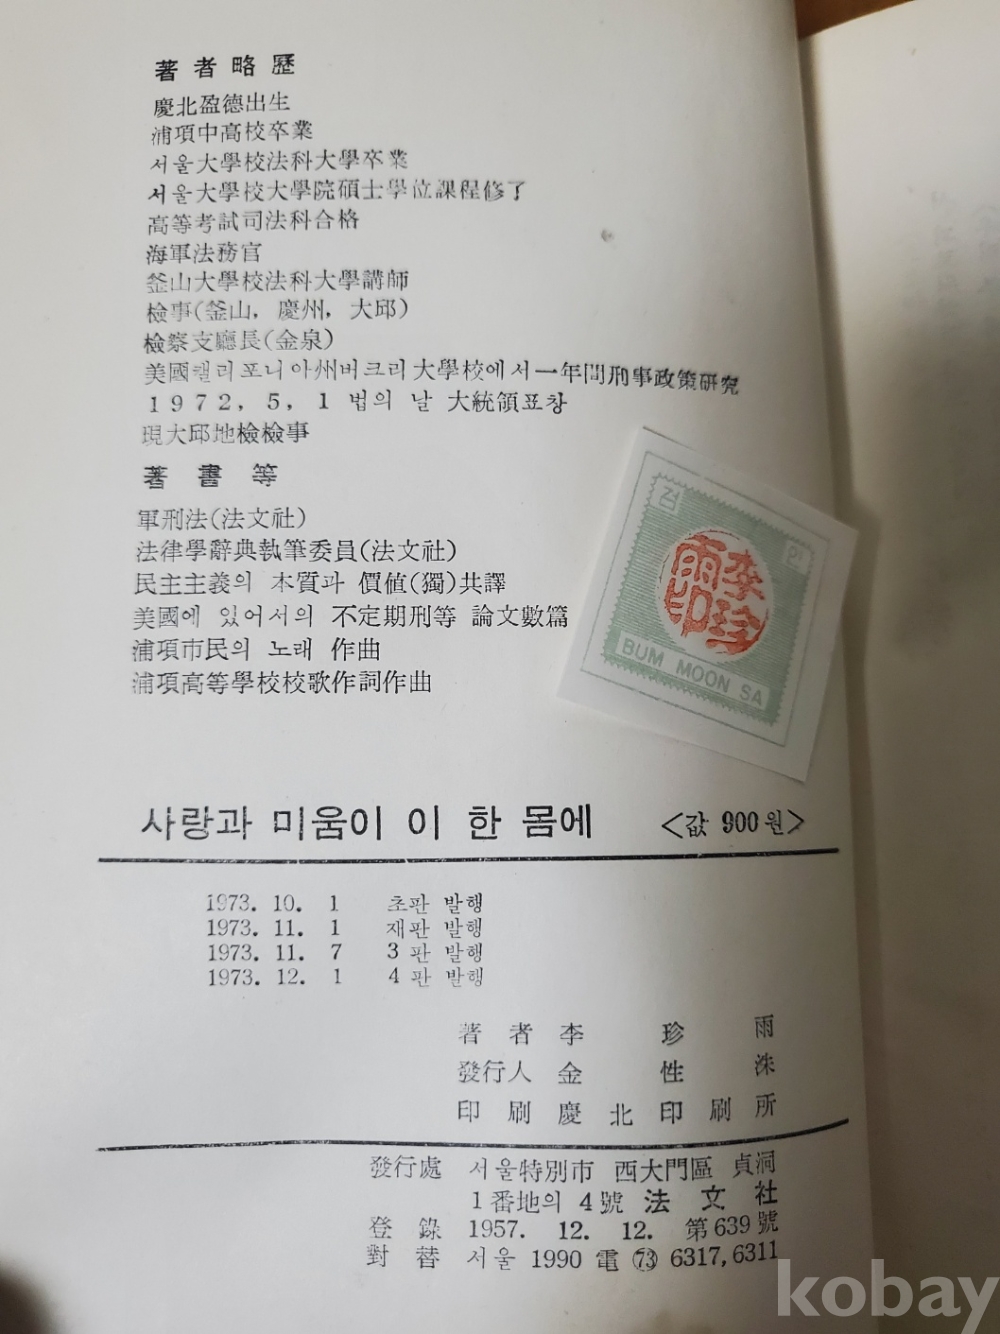 著者略歷
慶北盈德出生
浦項中高校卒業
서울大學校法科大學卒業
서울大學校大學院碩士學位課程修了
高等考試司法科合格
海軍法務官
釜山大學校法科大學講師
檢事(釜山, 慶州, 大邱)
檢察支廳長(金泉)
美國캘리포니아州버크리大學校에서一年間刑事政策研究
1972, 5, 1 법의 날 大統領표창
現大邱地檢檢事
著書等
軍刑法(法文社)
法律學辭典執筆委員(法文社)
民主主義의 本質과 價値(獨)共譯
美國에 있어서의 不定期刑等 論文數篇
浦項市民의 노래 作曲
浦項高等學校校歌作詞作曲
검 인
李珍雨印
BUM MOON SA
사랑과 미움이 이 한 몸에 <값 900원>
1973. 10. 1 초판 발행
1973. 11. 1 재판 발행
1973. 11. 7 3판 발행
1973. 12. 1 4판 발행
著者 李珍雨
發行人 金性洙
印刷 慶北印刷所
發行處 서울特別市 西大門區 貞洞
1番地의 4號 法文社
登錄 1957. 12. 12. 第639號
對替 서울 1990 電 73 6317, 6311
kobay